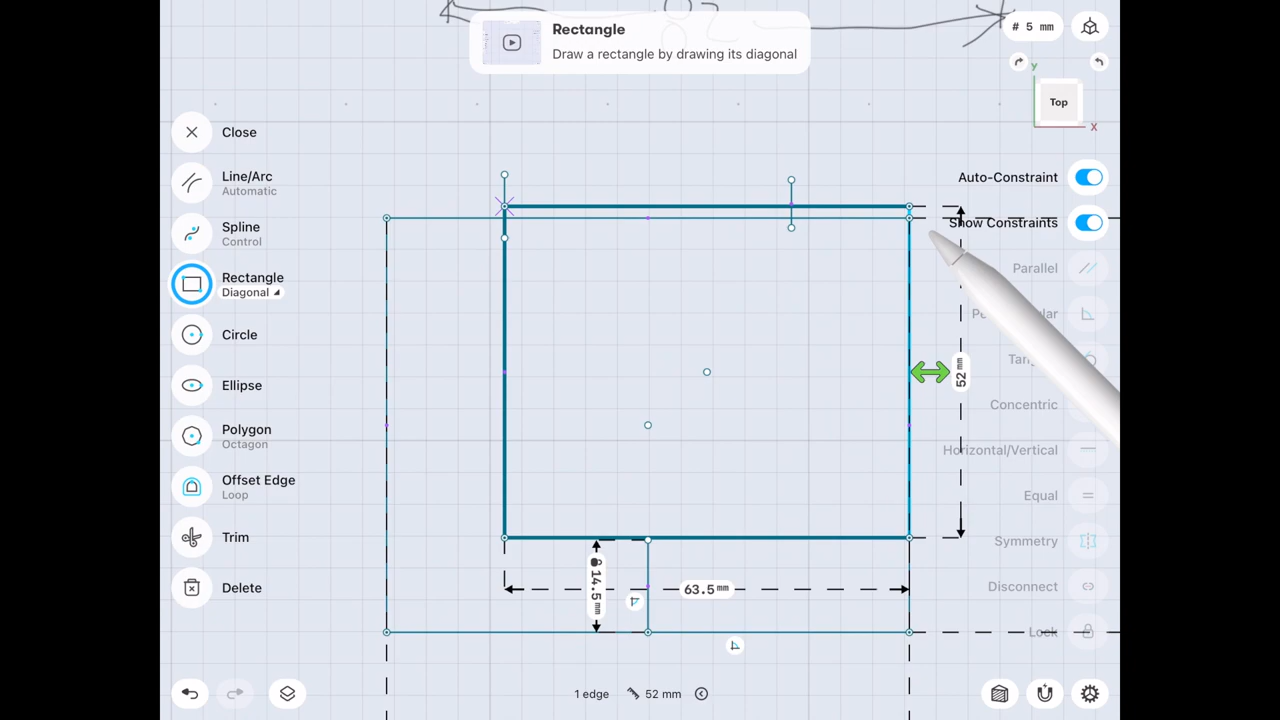 82
Rectangle
Draw a rectangle by drawing its diagonal
# 5 mm
Y
Top
X
Close
Line/Arc
Automatic
Spline
Control
Rectangle
Diagonal
Circle
Ellipse
Polygon
Octagon
Offset Edge
Loop
Trim
Delete
Auto-Constraint
Show Constraints
Parallel
Concentric
Horizontal/Vertical
Equal
Symmetry
Disconnect
Lock
52 mm
14.5 mm
63.5 mm
1 edge
52 mm